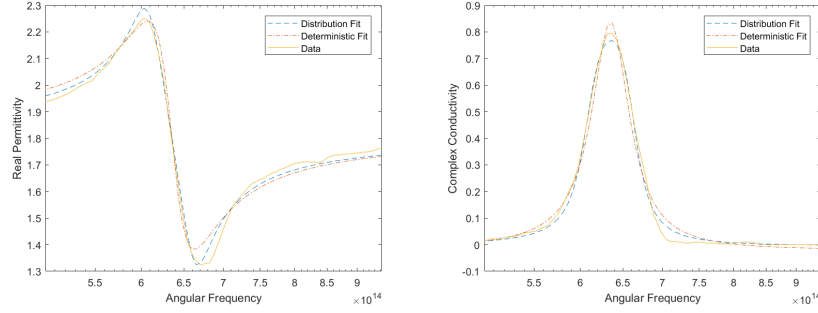 2.3
2.2
2.1
2
1.9
1.8
1.7
1.6
1.5
1.4
1.3
Real Permittivity
Distribution Fit
Deterministic Fit
Data
5.5 6 6.5 7 7.5 8 8.5 9
Angular Frequency
×10^14
0.9
0.8
0.7
0.6
0.5
0.4
0.3
0.2
0.1
0
-0.1
Complex Conductivity
Distribution Fit
Deterministic Fit
Data
5.5 6 6.5 7 7.5 8 8.5 9
Angular Frequency
×10^14